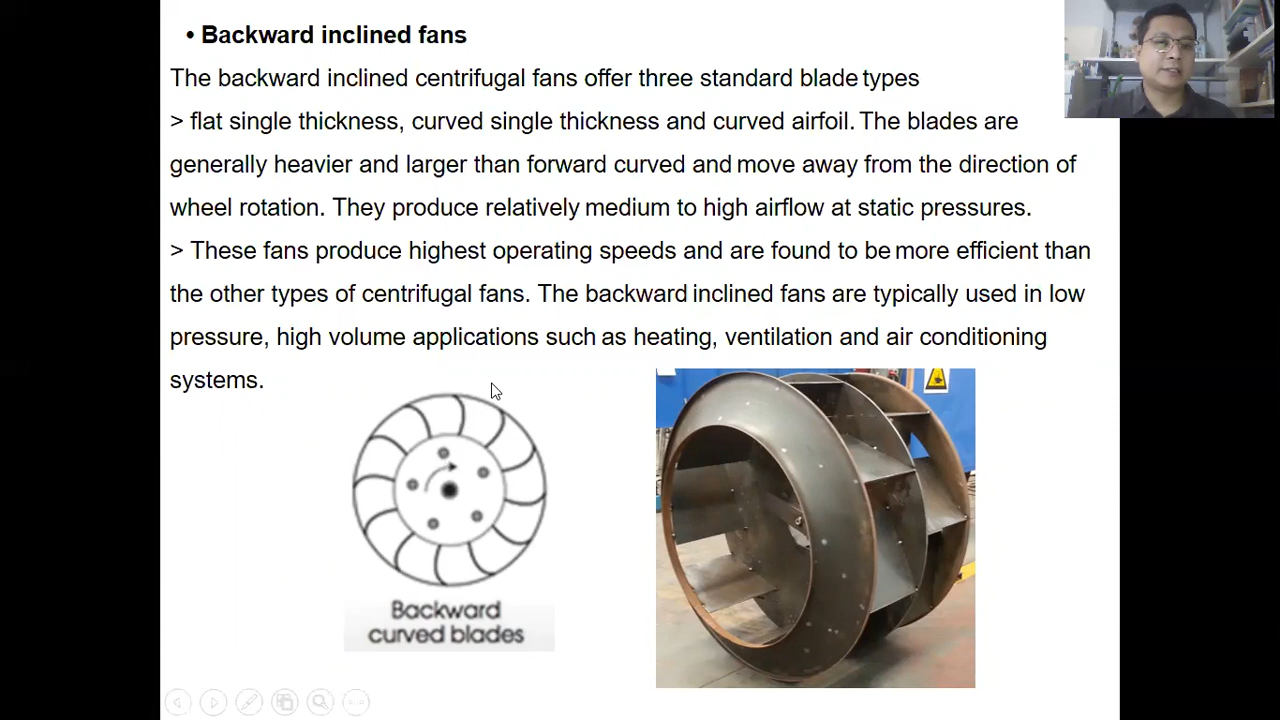 • Backward inclined fans
The backward inclined centrifugal fans offer three standard blade types
> flat single thickness, curved single thickness and curved airfoil. The blades are
generally heavier and larger than forward curved and move away from the direction of
wheel rotation. They produce relatively medium to high airflow at static pressures.
> These fans produce highest operating speeds and are found to be more efficient than
the other types of centrifugal fans. The backward inclined fans are typically used in low
pressure, high volume applications such as heating, ventilation and air conditioning
systems.
Backward
curved blades